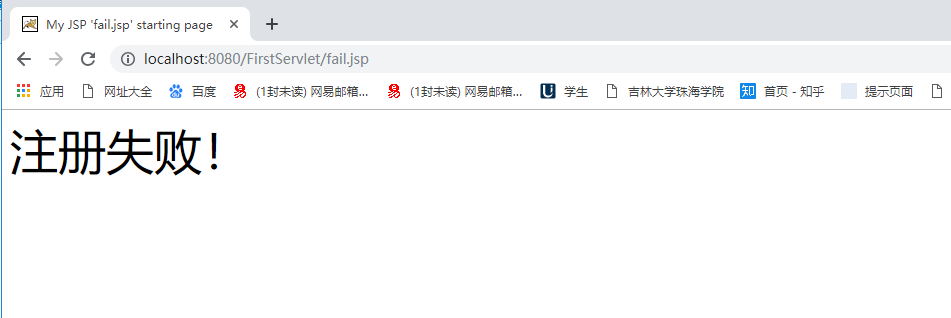 My JSP 'fail.jsp' starting page
localhost:8080/FirstServlet/fail.jsp
应用 网址大全 百度 (1封未读) 网易邮箱... (1封未读) 网易邮箱... 学生 吉林大学珠海学院 知 首页 - 知乎 提示页面
注册失败！